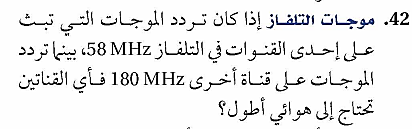 42. موجات التلفاز إذا كان تردد الموجات التي تبث
على إحدى القنوات في التلفاز 58 MHz، بينما تردد
الموجات على قناة أخرى 180 MHz فأي القناتين
تحتاج إلى هوائي أطول؟